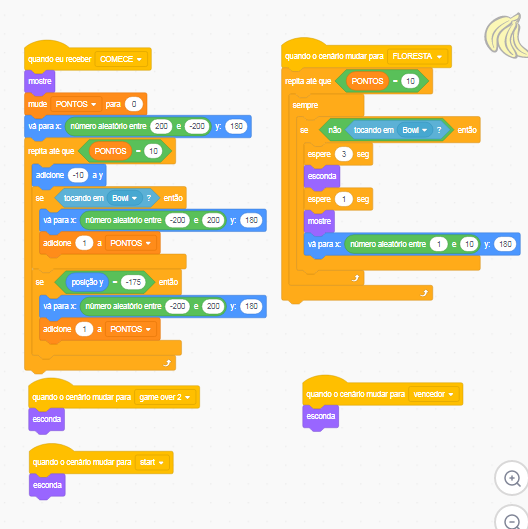 quando eu receber COMECE
mostre
mude PONTOS para 0
vá para x: número aleatório entre 200 e -200 y: 180
repita até que PONTOS = 10
adicione -10 a y
se tocando em Bowl ? então
vá para x: número aleatório entre -200 e 200 y: 180
adicione 1 a PONTOS
se posição y = -175 então
vá para x: número aleatório entre -200 e 200 y: 180
adicione 1 a PONTOS
quando o cenário mudar para game over 2
esconda
quando o cenário mudar para start
esconda
quando o cenário mudar para FLORESTA
repita até que PONTOS = 10
sempre
se não tocando em Bowl ? então
espere 3 seg
esconda
espere 1 seg
mostre
vá para x: número aleatório entre 1 e 10 y: 180
quando o cenário mudar para vencedor
esconda